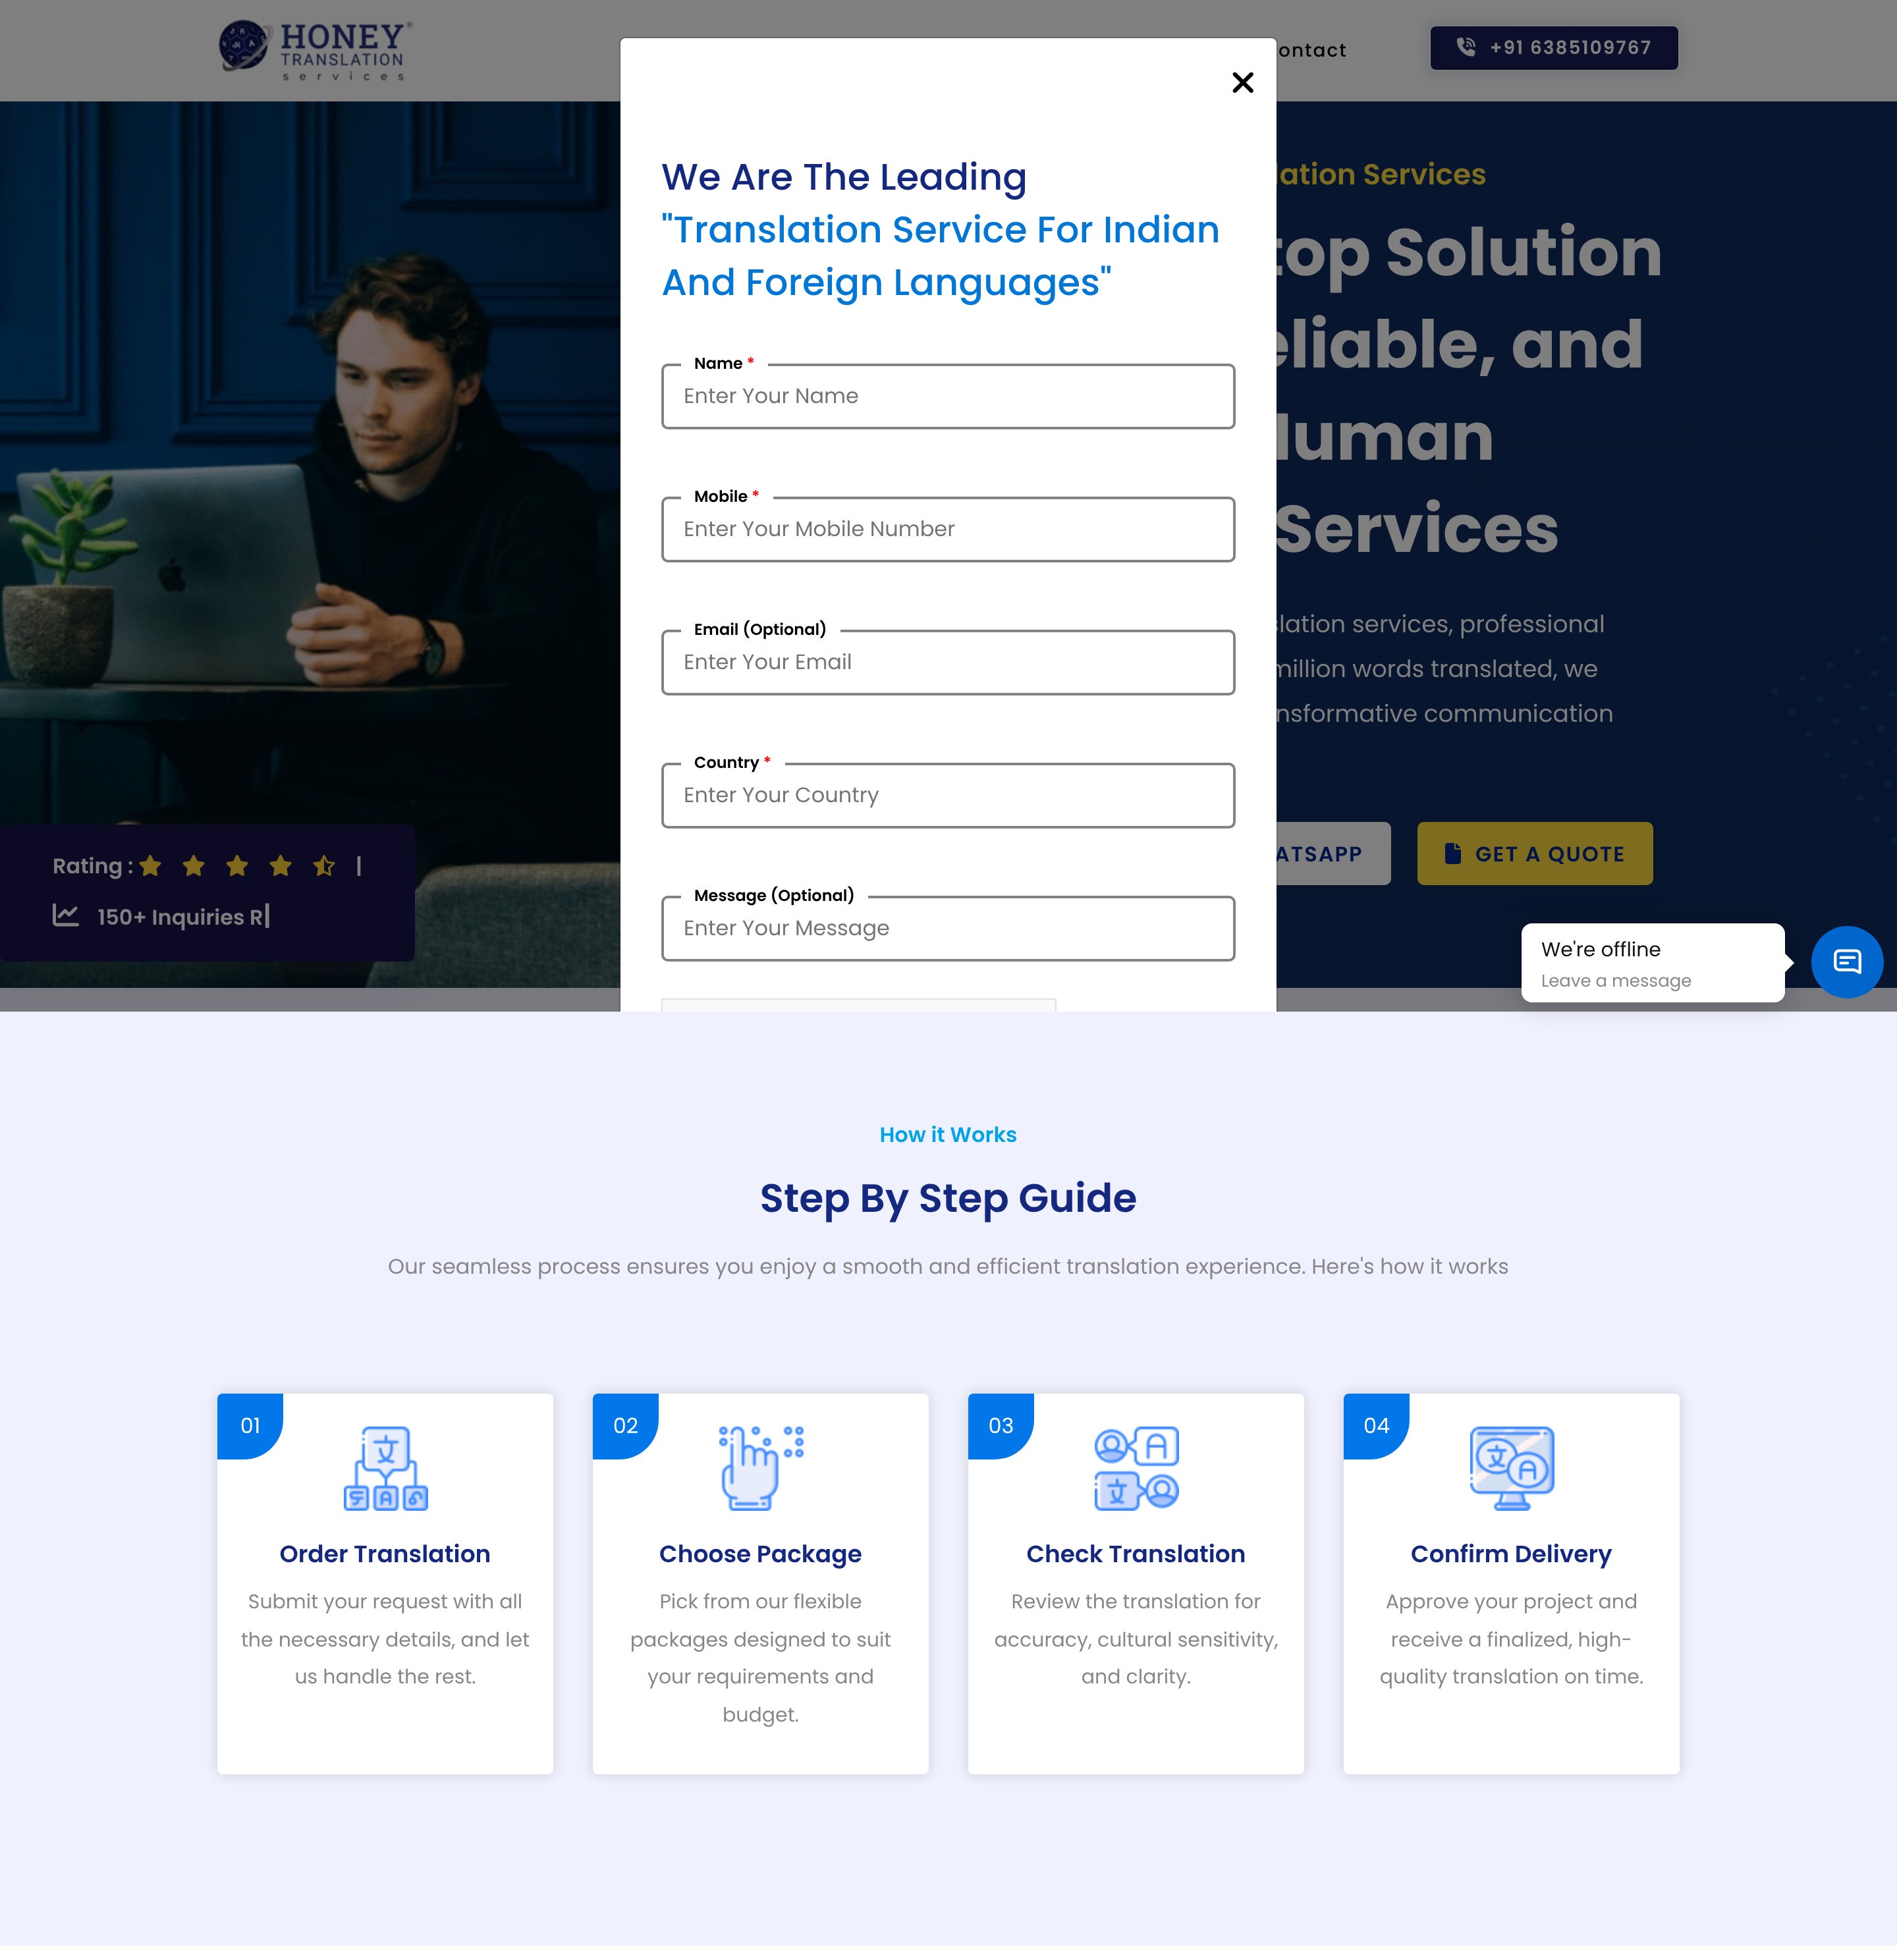 HONEY
TRANSLATION
services
ontact
+91 6385109767
We Are The Leading
"Translation Service For Indian
And Foreign Languages"
Name *
Enter Your Name
Mobile *
Enter Your Mobile Number
Email (Optional)
Enter Your Email
Country *
Enter Your Country
Message (Optional)
Enter Your Message
lation Services
top Solution
eliable, and
Human
Services
slation services, professional
million words translated, we
nsformative communication
ATSAPP
GET A QUOTE
Rating : |
150+ Inquiries R|
We're offline
Leave a message
How it Works
Step By Step Guide
Our seamless process ensures you enjoy a smooth and efficient translation experience. Here's how it works
01
Order Translation
Submit your request with all
the necessary details, and let
us handle the rest.
02
Choose Package
Pick from our flexible
packages designed to suit
your requirements and
budget.
03
Check Translation
Review the translation for
accuracy, cultural sensitivity,
and clarity.
04
Confirm Delivery
Approve your project and
receive a finalized, high-
quality translation on time.